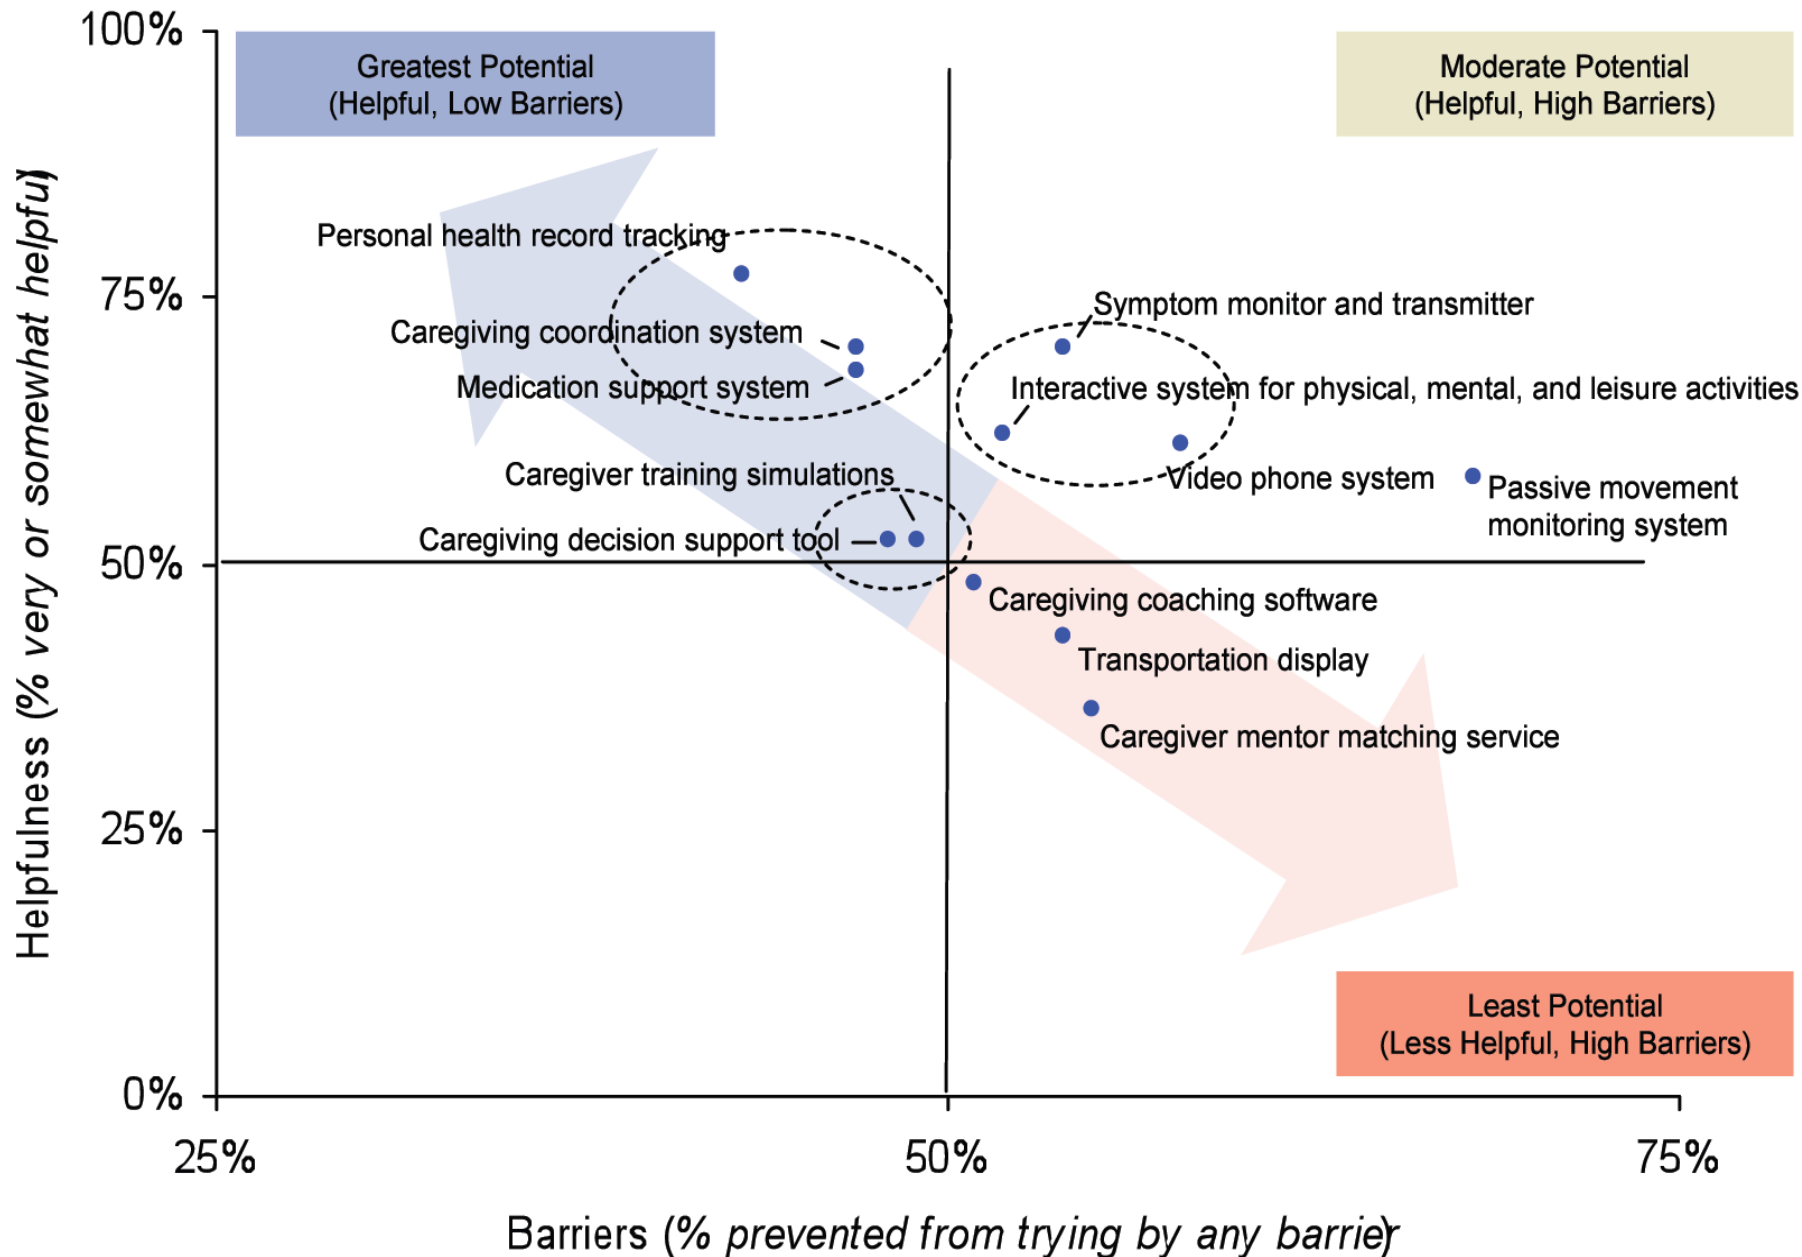 100%
Greatest Potential
(Helpful, Low Barriers)
Moderate Potential
(Helpful, High Barriers)
Helpfulness (% very or somewhat helpful)
Personal health record tracking
75%
Symptom monitor and transmitter
Caregiving coordination system
Medication support system
Interactive system for physical, mental, and leisure activities
Caregiver training simulations
Video phone system
Passive movement
monitoring system
Caregiving decision support tool
50%
Caregiving coaching software
Transportation display
Caregiver mentor matching service
25%
Least Potential
(Less Helpful, High Barriers)
0%
25%
50%
75%
Barriers (% prevented from trying by any barrier)